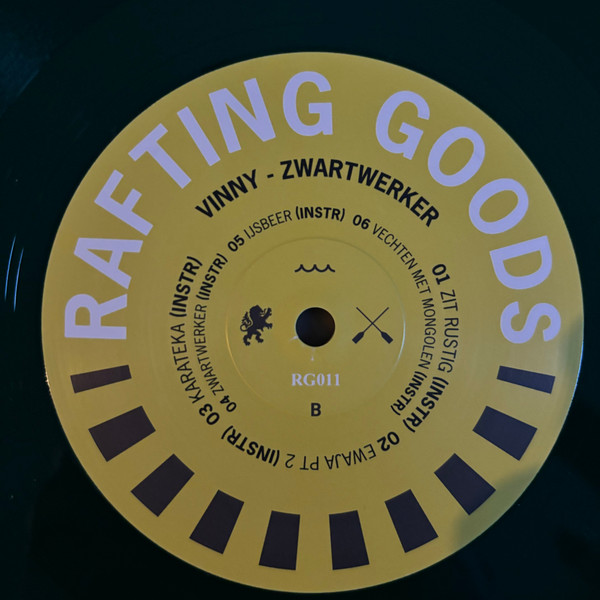 RAFTING GOODS
VINNY - ZWARTWERKER
01 ZIT RUSTIG (INSTR) 02 EWAJA PT 2 (INSTR) 03 KARATEKA (INSTR)
04 ZWARTWERKER (INSTR) 05 IJSBEER (INSTR) 06 VECHTEN MET MONGOLEN (INSTR)
RG011
B